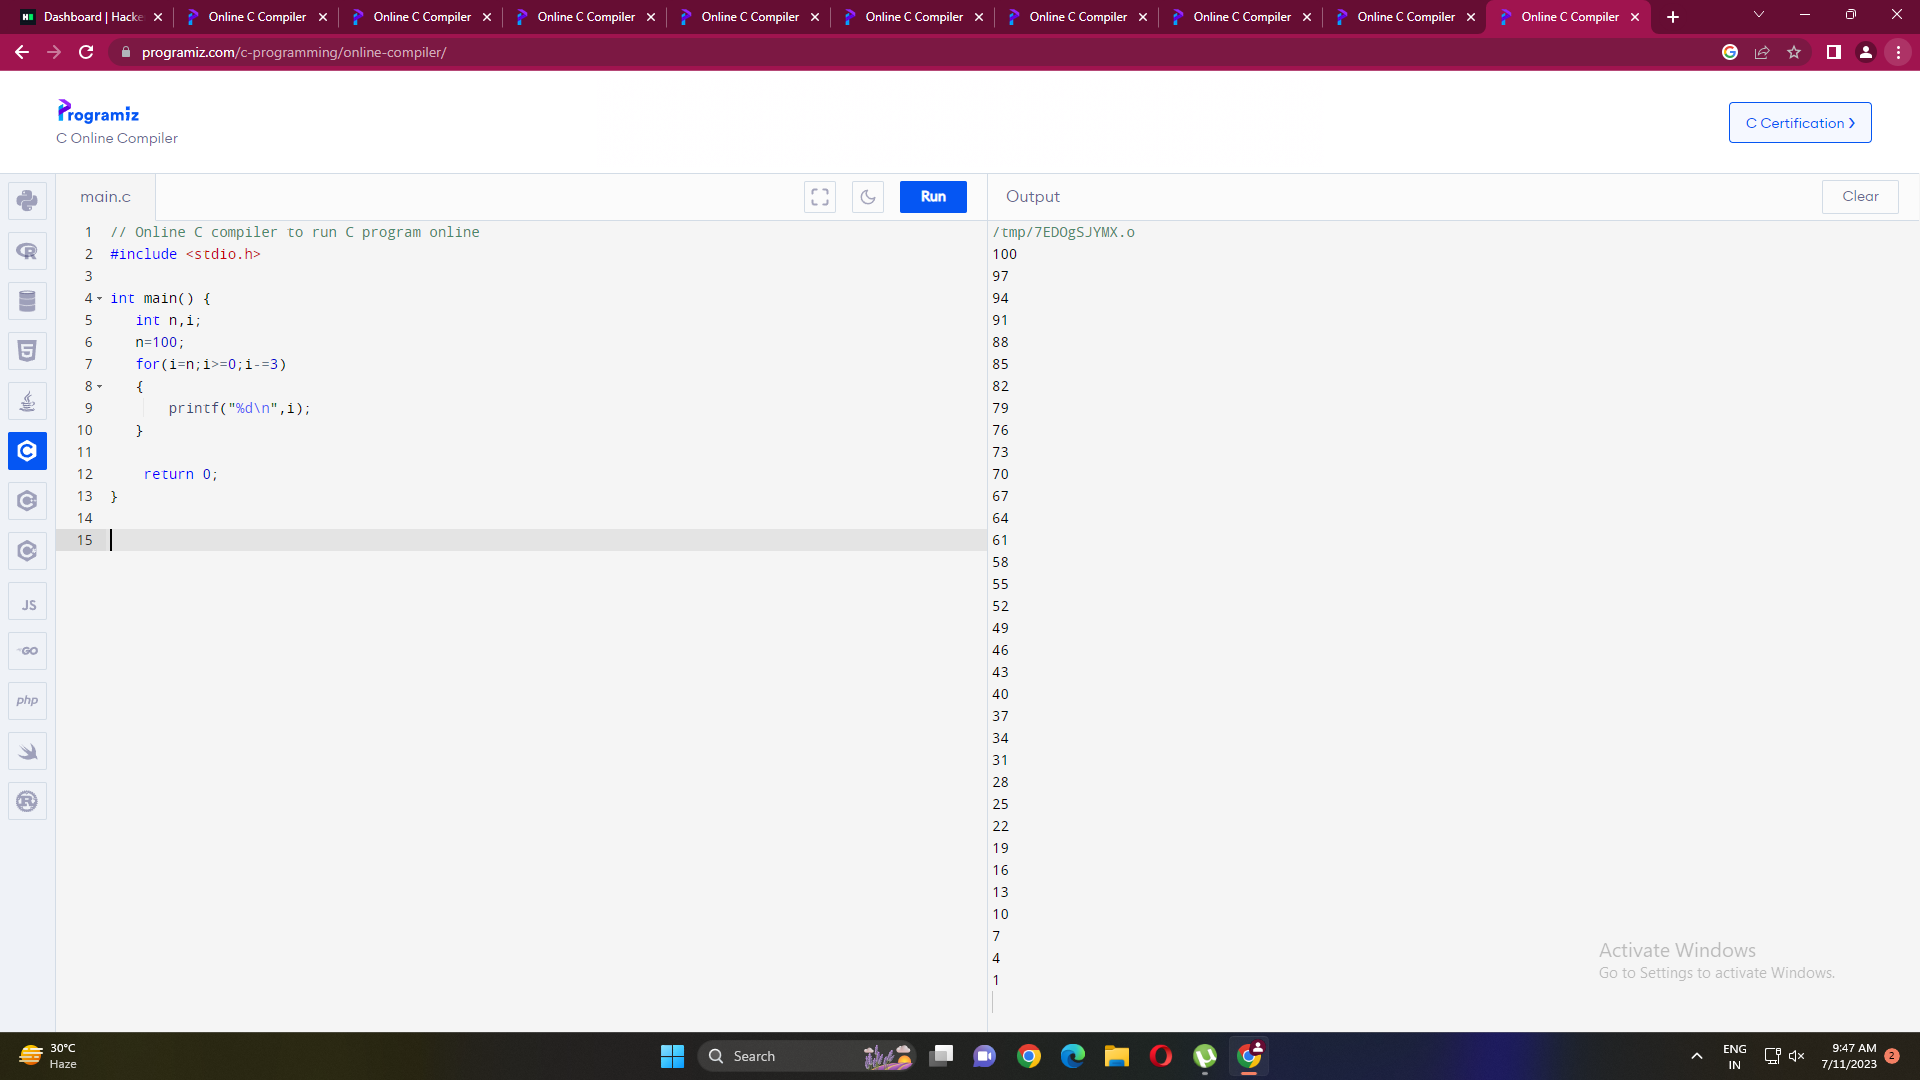 Dashboard | Hacke
Online C Compiler
Online C Compiler
Online C Compiler
Online C Compiler
Online C Compiler
Online C Compiler
Online C Compiler
Online C Compiler
Online C Compiler
programiz.com/c-programming/online-compiler/
Programiz
C Online Compiler
C Certification
main.c
Run
Output
Clear
1 // Online C compiler to run C program online
2 #include <stdio.h>
3
4 int main() {
5 int n,i;
6 n=100;
7 for(i=n;i>=0;i-=3)
8 {
9 printf("%d\n",i);
10 }
11
12 return 0;
13 }
14
15
/tmp/7EDOgSJYMX.o
100
97
94
91
88
85
82
79
76
73
70
67
64
61
58
55
52
49
46
43
40
37
34
31
28
25
22
19
16
13
10
7
4
1
JS
GO
php
Activate Windows
Go to Settings to activate Windows.
30°C
Haze
Search
ENG
IN
9:47 AM
7/11/2023
2